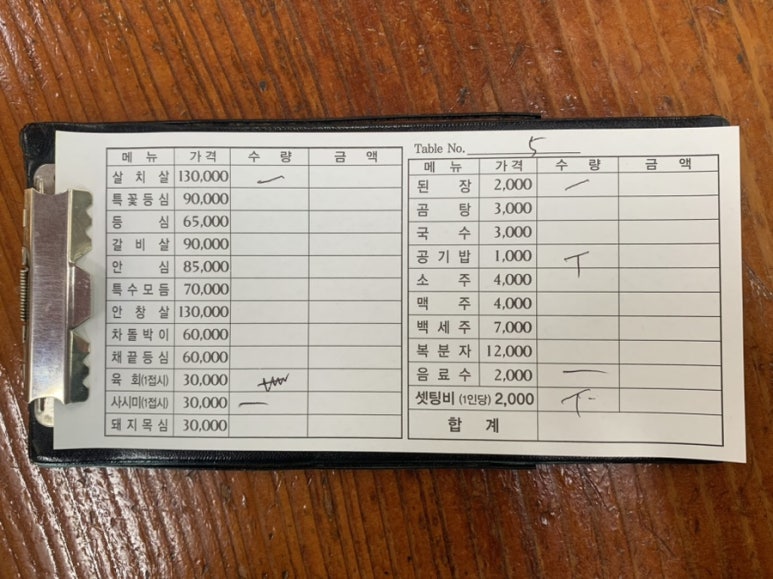 메 뉴 가 격 수 량 금 액
살 치 살 130,000
특꽃등심 90,000
등 심 65,000
갈 비 살 90,000
안 심 85,000
특수모듬 70,000
안 창 살 130,000
차돌박이 60,000
채끝등심 60,000
육 회(1접시) 30,000
사시미(1접시) 30,000
돼지목심 30,000
Table No. 5
메 뉴 가 격 수 량 금 액
된 장 2,000
곰 탕 3,000
국 수 3,000
공 기 밥 1,000
소 주 4,000
맥 주 4,000
백 세 주 7,000
복 분 자 12,000
음 료 수 2,000
셋팅비 (1인당) 2,000
합 계